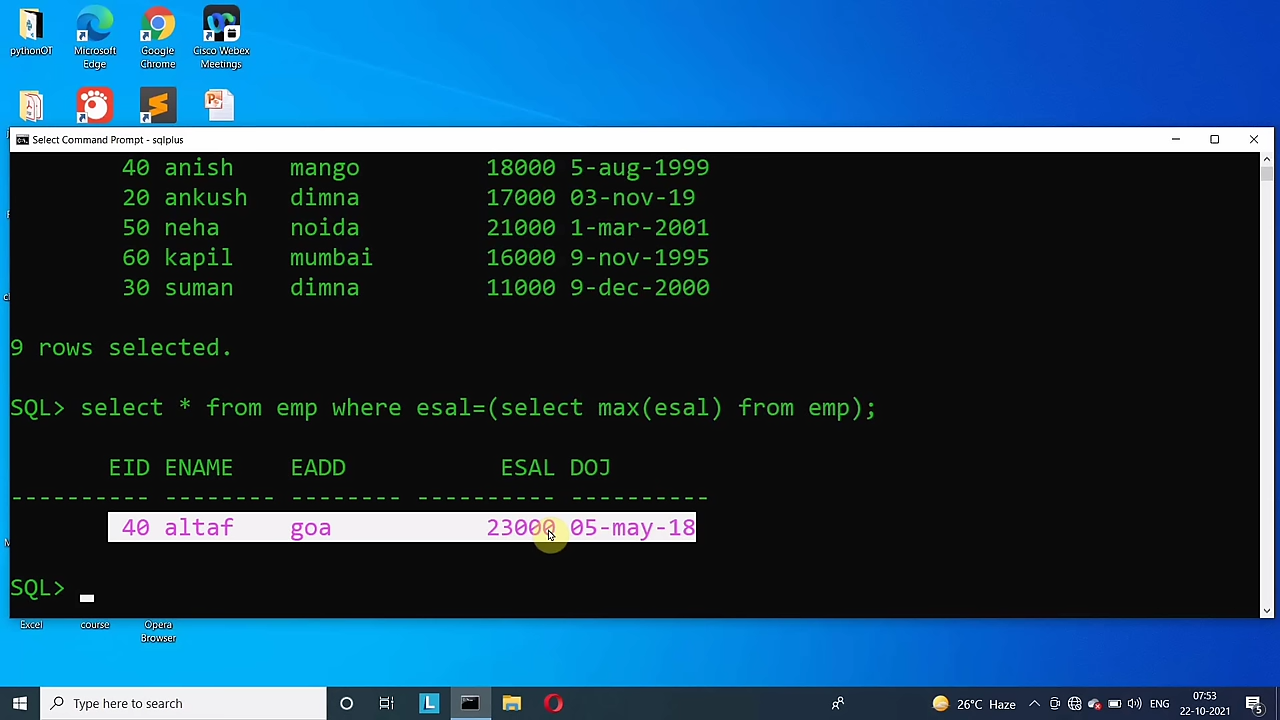 pythonOT
Microsoft Edge
Google Chrome
Cisco Webex Meetings
Select Command Prompt - sqlplus
40 anish mango 18000 5-aug-1999
20 ankush dimna 17000 03-nov-19
50 neha noida 21000 1-mar-2001
60 kapil mumbai 16000 9-nov-1995
30 suman dimna 11000 9-dec-2000
9 rows selected.
SQL> select * from emp where esal=(select max(esal) from emp);
EID ENAME EADD ESAL DOJ
---------- -------- -------- ---------- ----------
40 altaf goa 23000 05-may-18
SQL>
Excel
course
Opera Browser
Type here to search
L
26°C Haze
ENG
07:53
22-10-2021
5